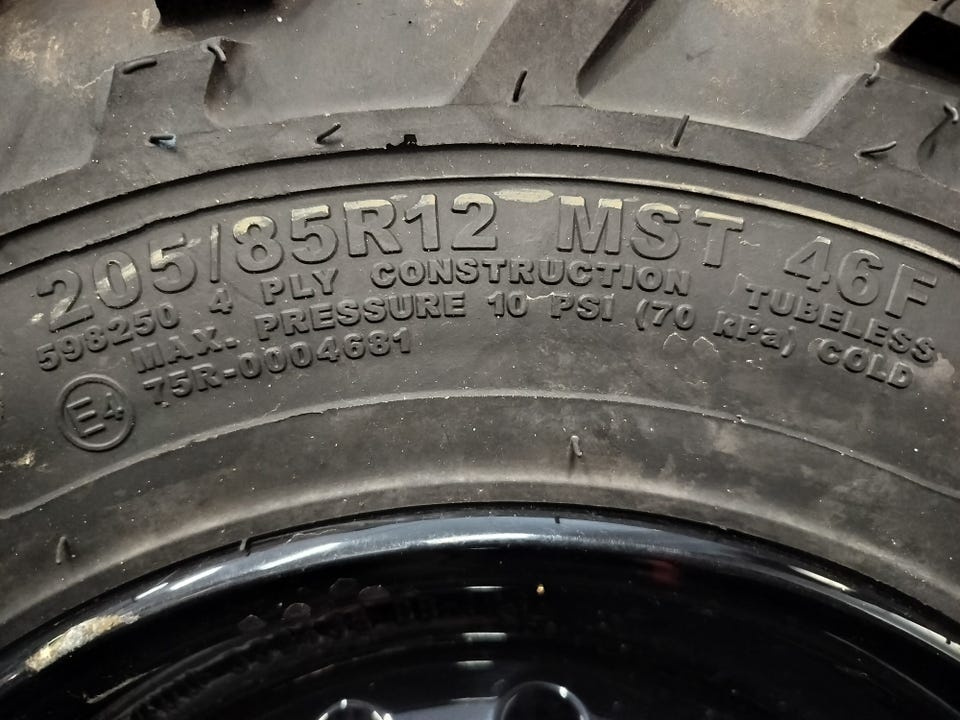 205/85R12 MST 46F
598250 4 PLY CONSTRUCTION TUBELESS
MAX. PRESSURE 10 PSI (70 kPa) COLD
E4 75R-0004681